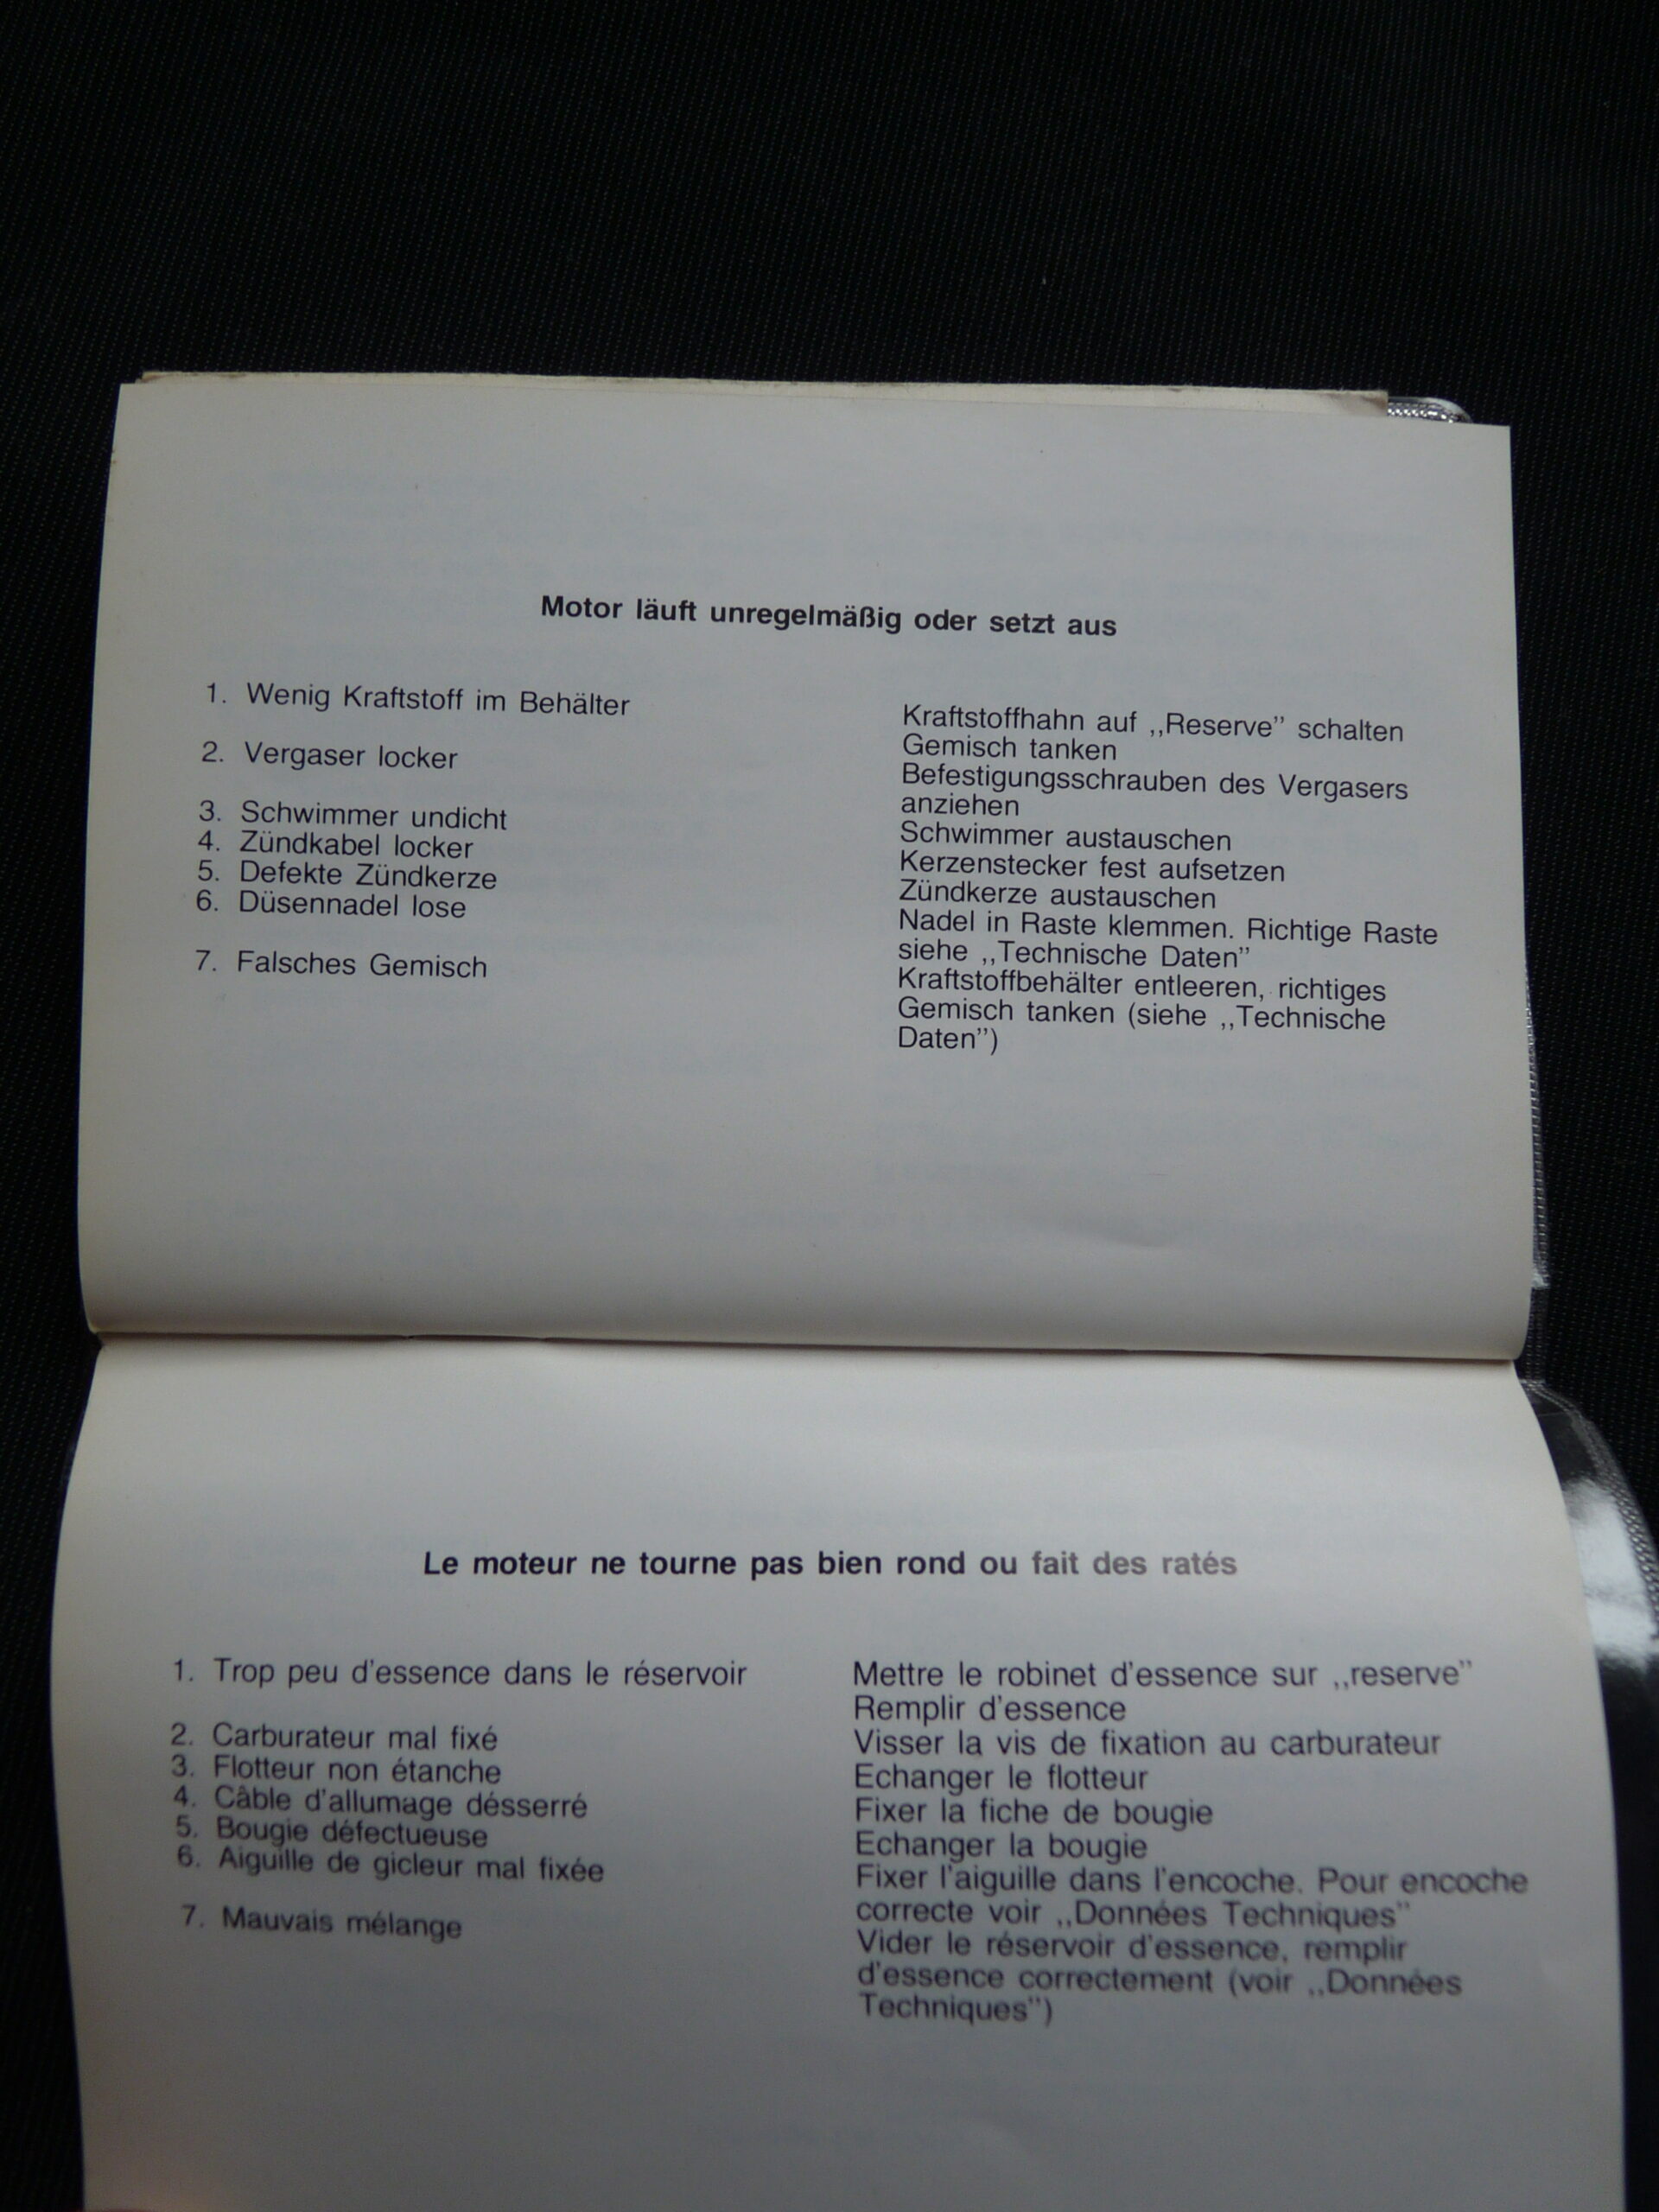 Motor läuft unregelmäßig oder setzt aus
1. Wenig Kraftstoff im Behälter
2. Vergaser locker
3. Schwimmer undicht
4. Zündkabel locker
5. Defekte Zündkerze
6. Düsennadel lose
7. Falsches Gemisch
Kraftstoffhahn auf ,,Reserve” schalten
Gemisch tanken
Befestigungsschrauben des Vergasers
anziehen
Schwimmer austauschen
Kerzenstecker fest aufsetzen
Zündkerze austauschen
Nadel in Raste klemmen. Richtige Raste
siehe ,,Technische Daten”
Kraftstoffbehälter entleeren, richtiges
Gemisch tanken (siehe ,,Technische
Daten”)
Le moteur ne tourne pas bien rond ou fait des ratés
1. Trop peu d'essence dans le réservoir
2. Carburateur mal fixé
3. Flotteur non étanche
4. Câble d'allumage désserré
5. Bougie défectueuse
6. Aiguille de gicleur mal fixée
7. Mauvais mélange
Mettre le robinet d'essence sur ,,reserve”
Remplir d'essence
Visser la vis de fixation au carburateur
Echanger le flotteur
Fixer la fiche de bougie
Echanger la bougie
Fixer l'aiguille dans l'encoche. Pour encoche
correcte voir ,,Données Techniques”
Vider le réservoir d'essence, remplir
d'essence correctement (voir ,,Données
Techniques”)